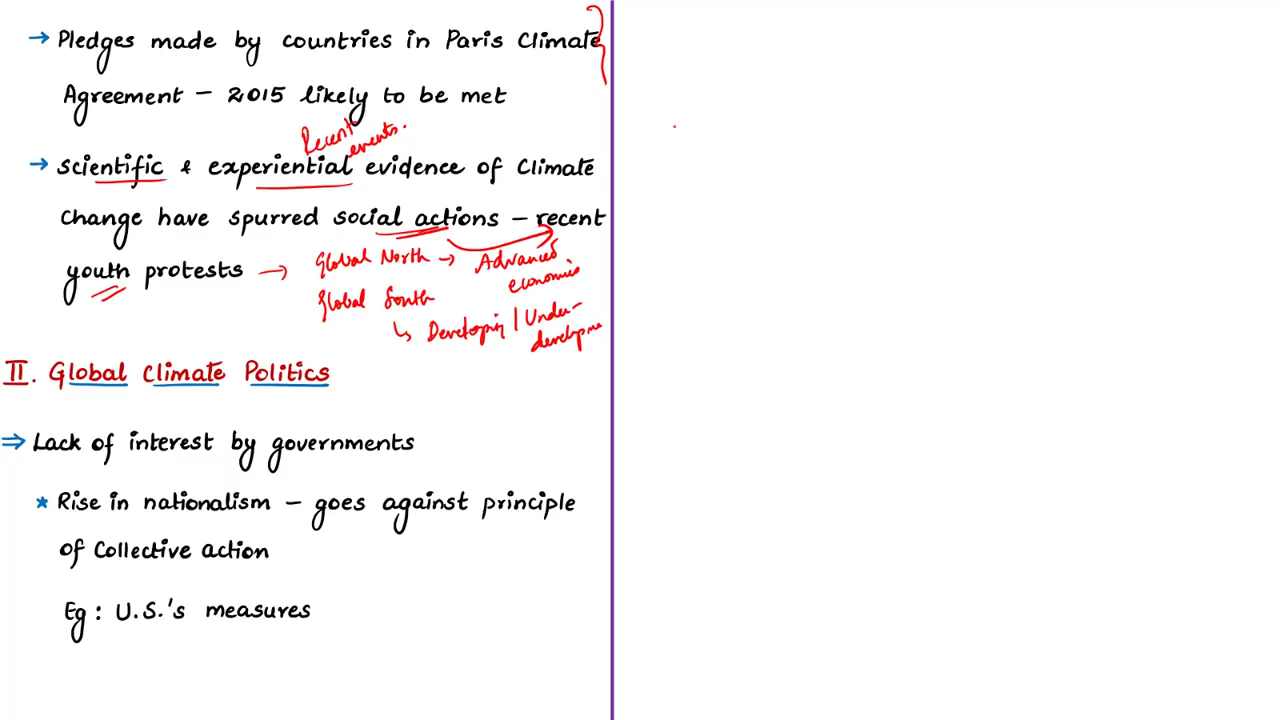 → Pledges made by countries in Paris Climate
Agreement – 2015 likely to be met
Recent
events.
→ Scientific & experiential evidence of Climate
Change have spurred social actions – recent
youth protests → Global North → Advanced
economies
Global South
↳ Developing | Under-
developme
II. Global Climate Politics
⇒ Lack of interest by governments
* Rise in nationalism – goes against principle
of Collective action
Eg: U.S.'s measures